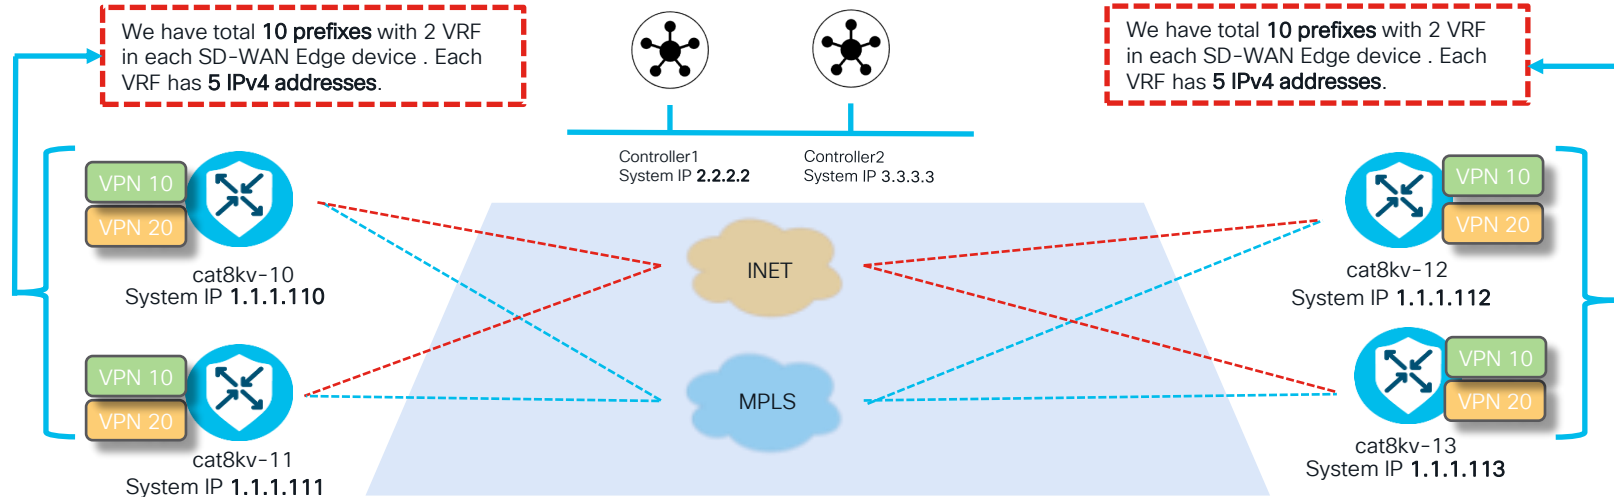 We have total 10 prefixes with 2 VRF
in each SD-WAN Edge device . Each
VRF has 5 IPv4 addresses.
We have total 10 prefixes with 2 VRF
in each SD-WAN Edge device . Each
VRF has 5 IPv4 addresses.
Controller1
System IP 2.2.2.2
Controller2
System IP 3.3.3.3
VPN 10
VPN 20
cat8kv-10
System IP 1.1.1.110
VPN 10
VPN 20
cat8kv-12
System IP 1.1.1.112
INET
MPLS
VPN 10
VPN 20
cat8kv-11
System IP 1.1.1.111
VPN 10
VPN 20
cat8kv-13
System IP 1.1.1.113